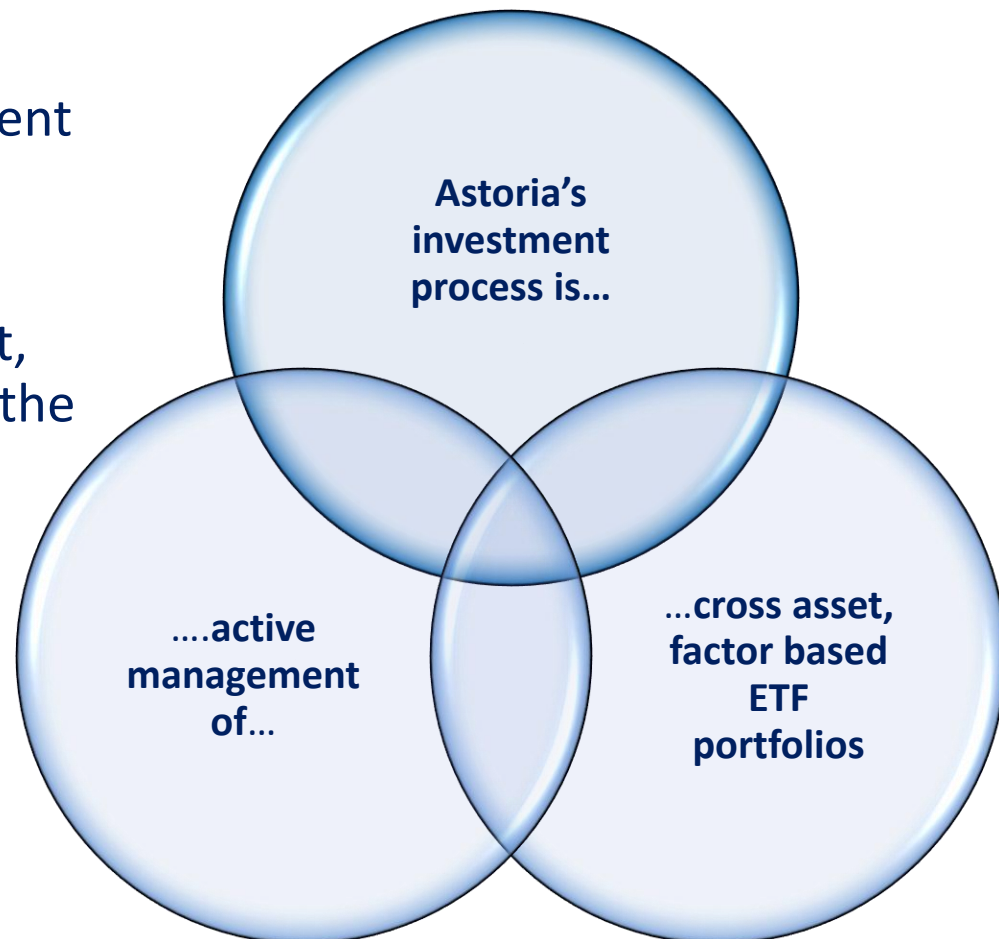 ent
t,
the
Astoria’s
investment
process is…
….active
management
of…
…cross asset,
factor based
ETF
portfolios